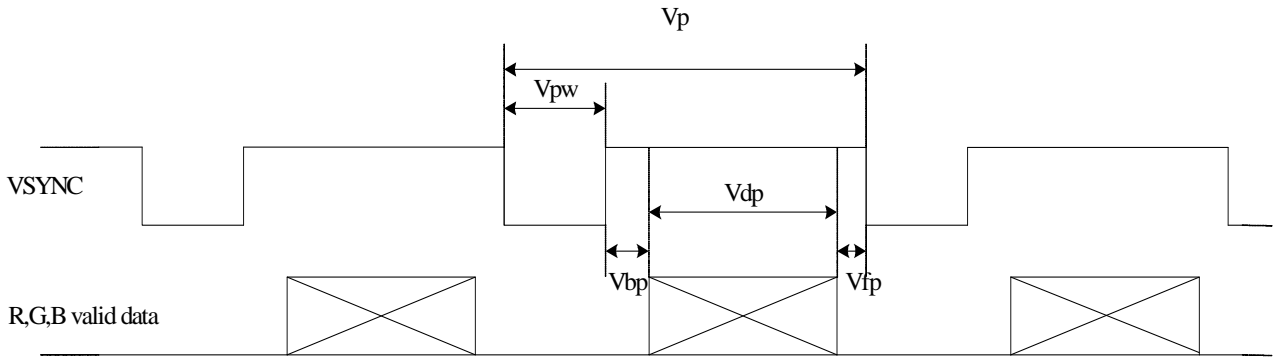 Vp
Vpw
VSYNC
Vdp
Vbp
Vfp
R,G,B valid data